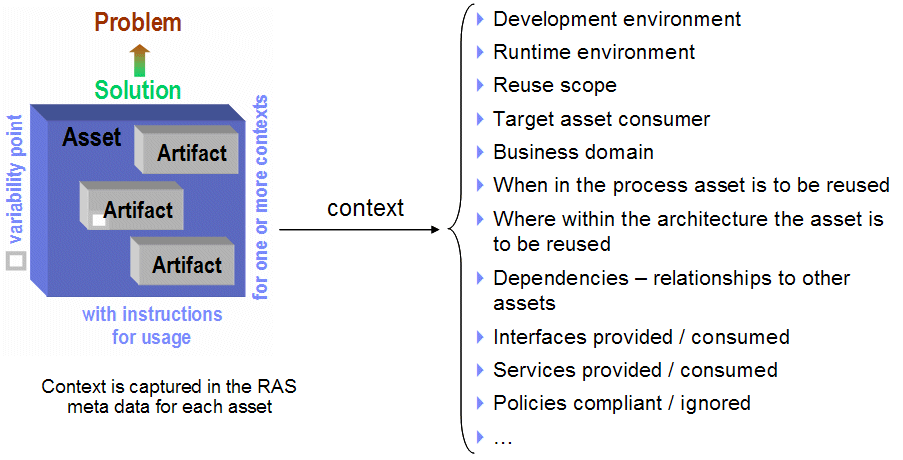 Problem
Solution
Asset
Artifact
Artifact
Artifact
variability point
for one or more contexts
with instructions
for usage
Context is captured in the RAS
meta data for each asset
context
Development environment
Runtime environment
Reuse scope
Target asset consumer
Business domain
When in the process asset is to be reused
Where within the architecture the asset is
to be reused
Dependencies – relationships to other
assets
Interfaces provided / consumed
Services provided / consumed
Policies compliant / ignored
…